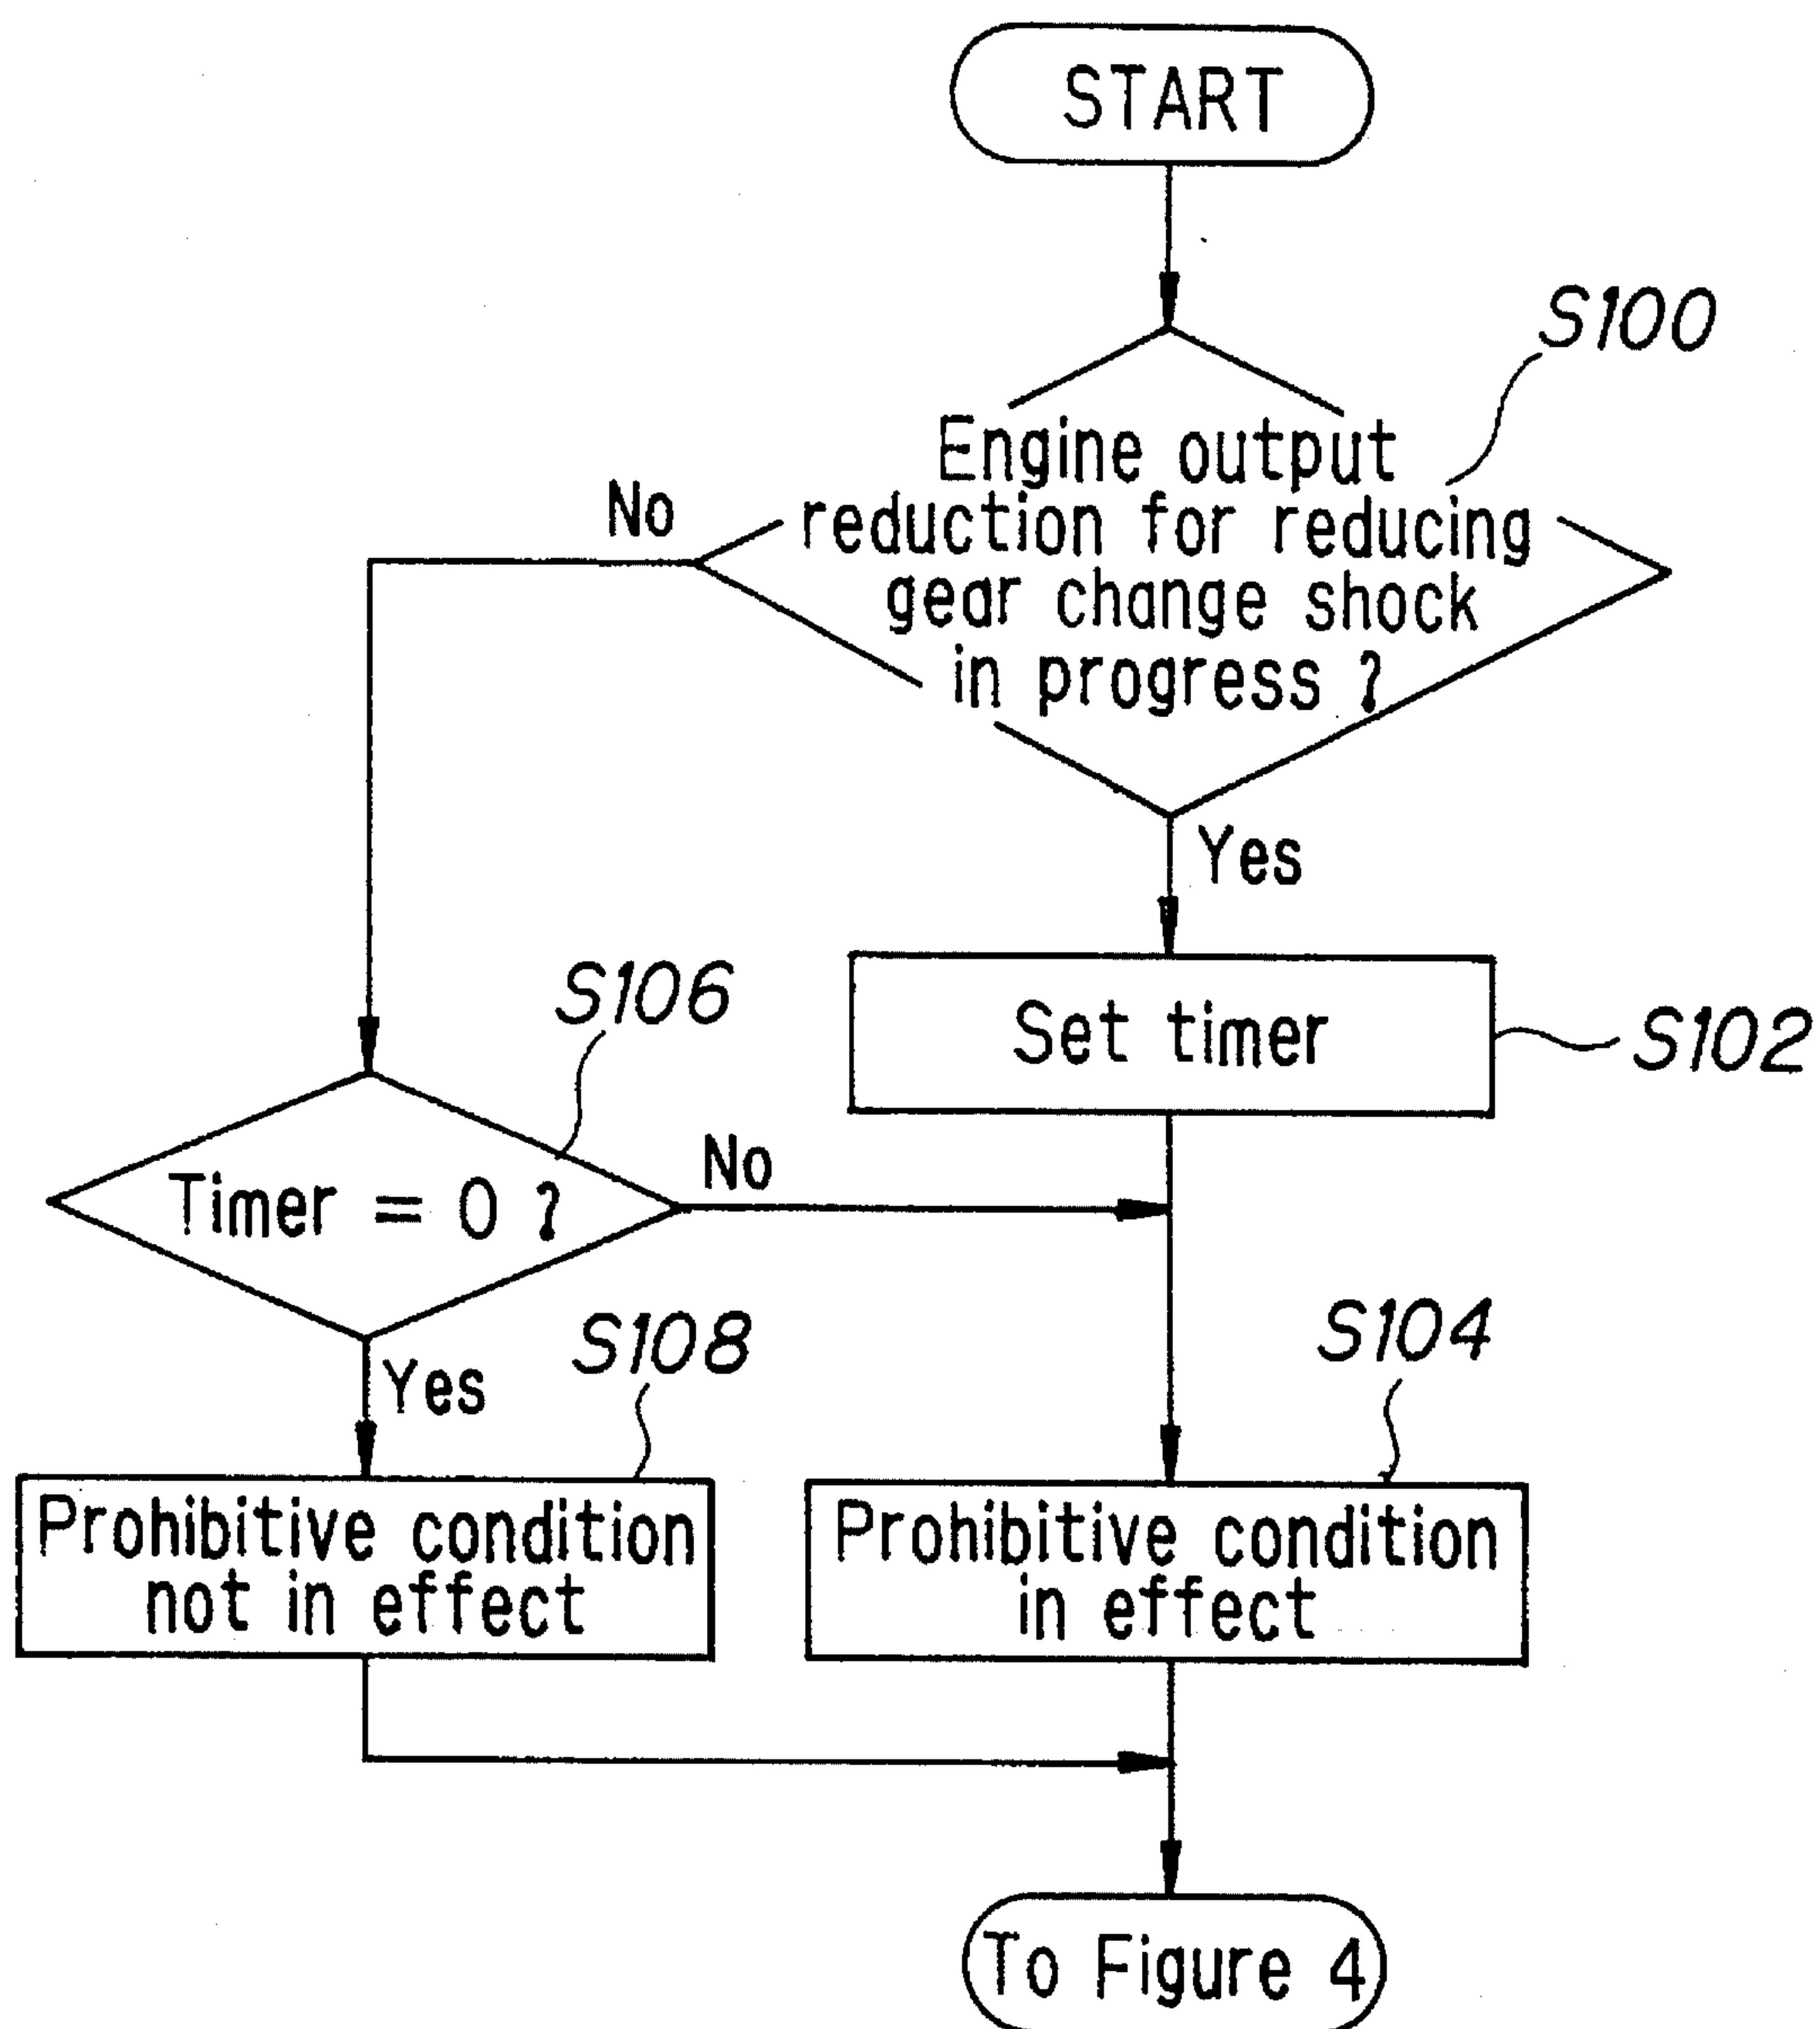 START
S100
Engine output
reduction for reducing
gear change shock
in progress ?
No
Yes
S106
Set timer
S102
Timer = 0 ?
No
S108
S104
Yes
Prohibitive condition
not in effect
Prohibitive condition
in effect
To Figure 4